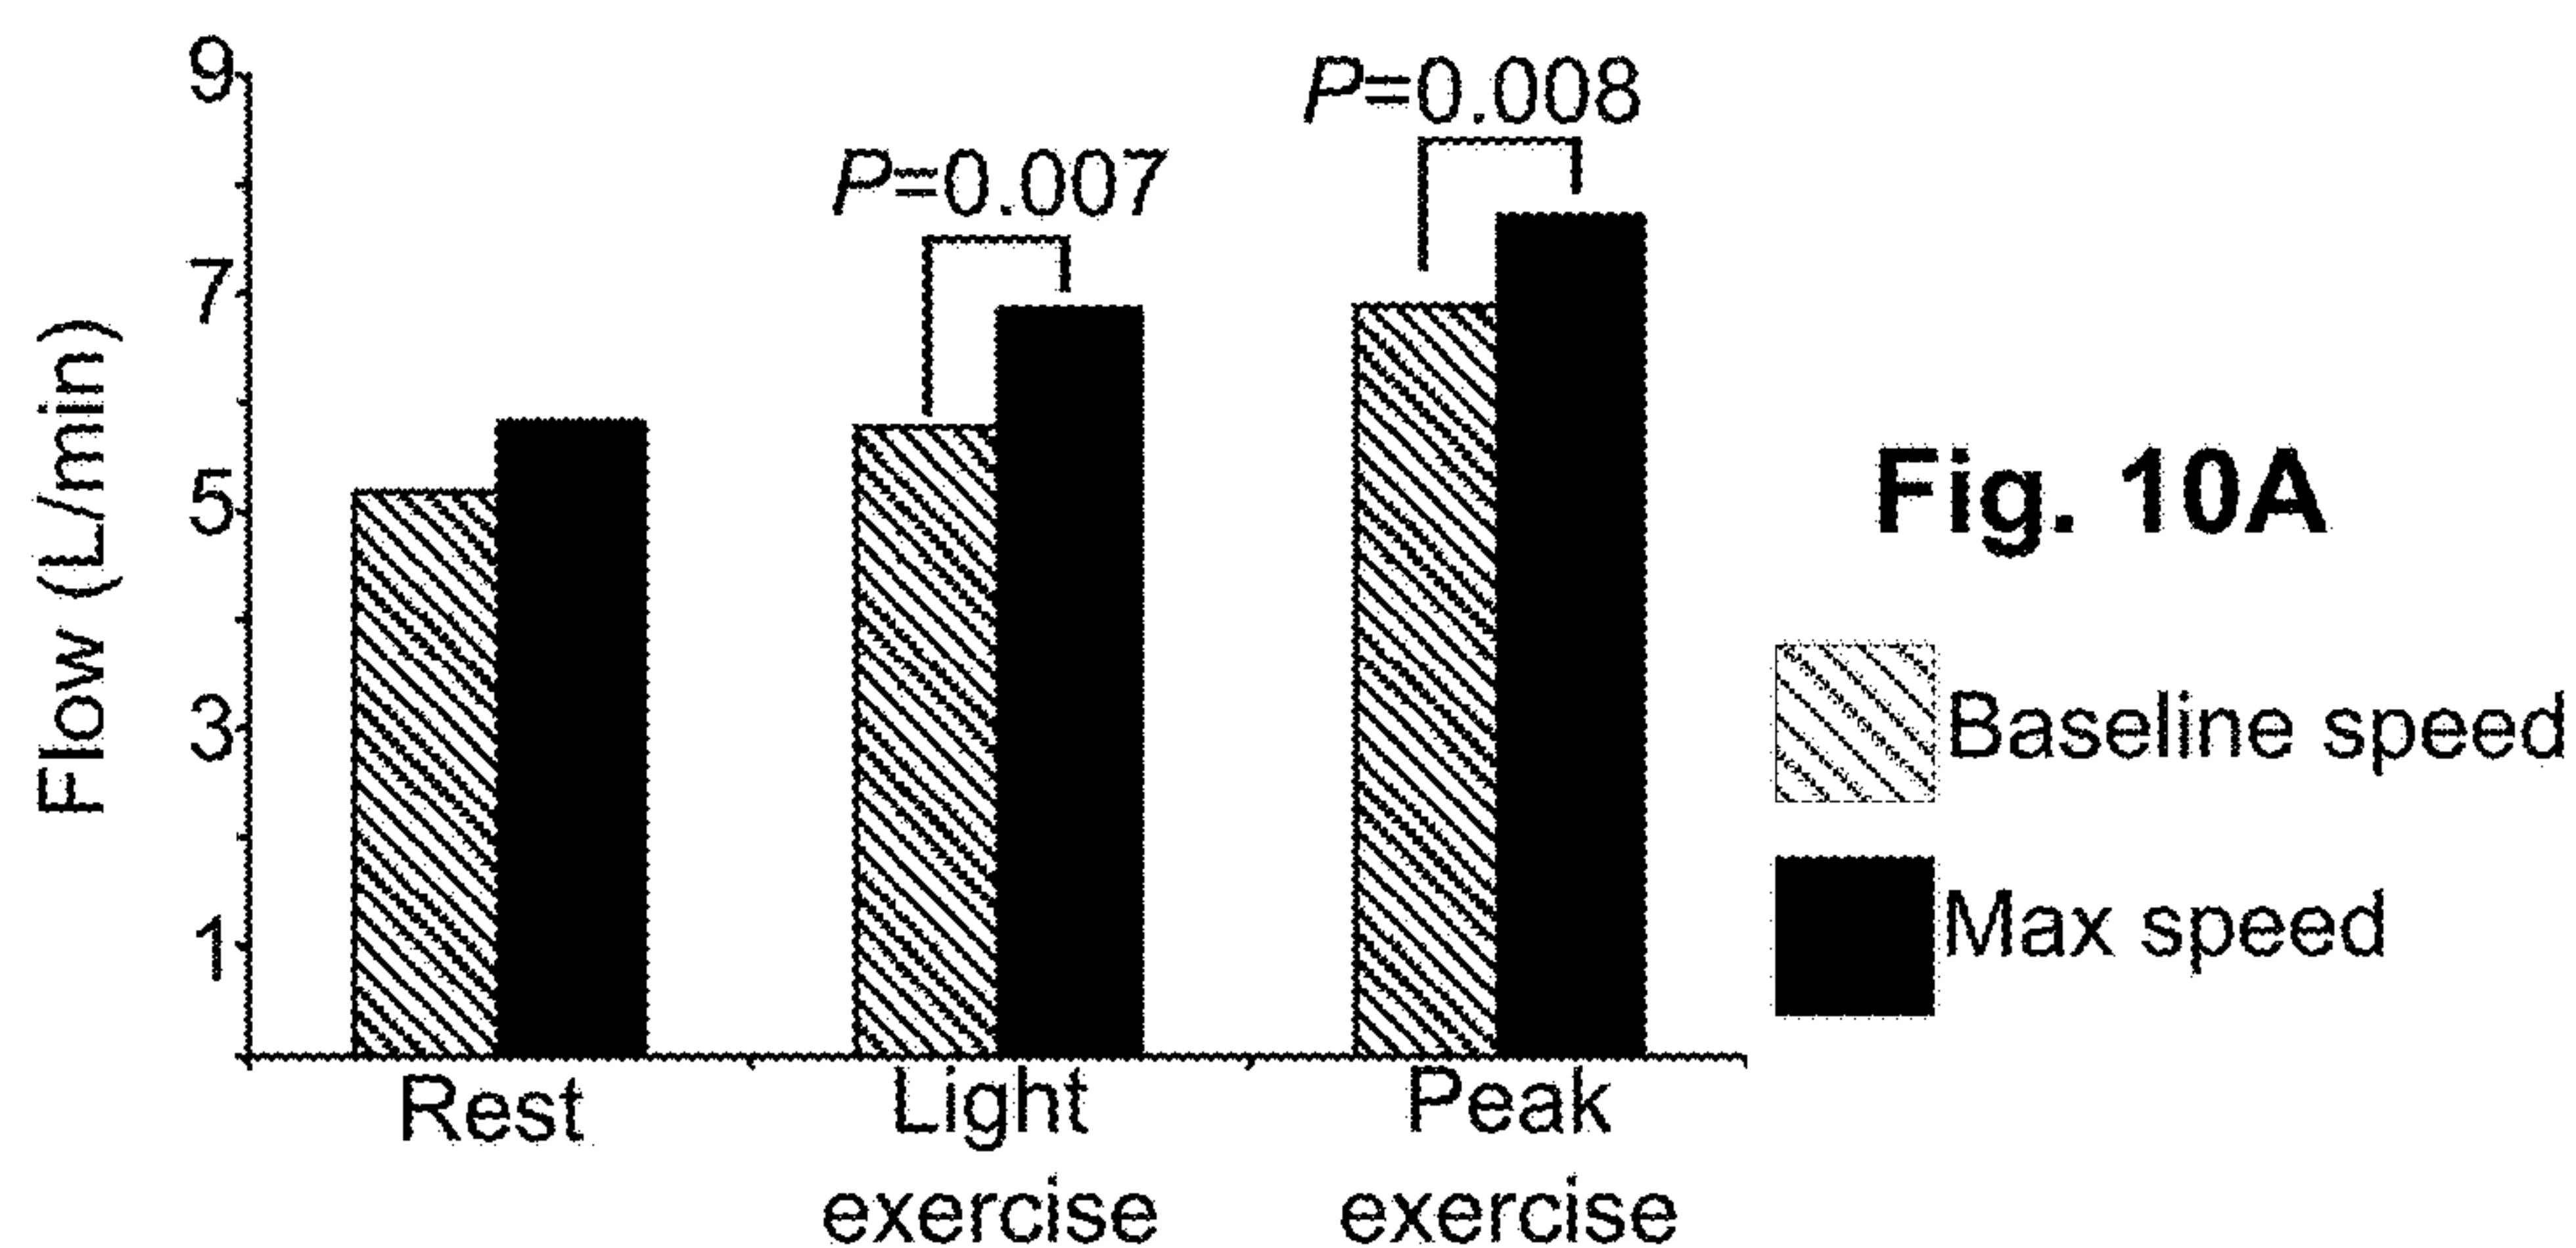 9
7
5
3
1
Flow (L/min)
P=0.007
P=0.008
Rest
Light
exercise
Peak
exercise
Fig. 10A
Baseline speed
Max speed